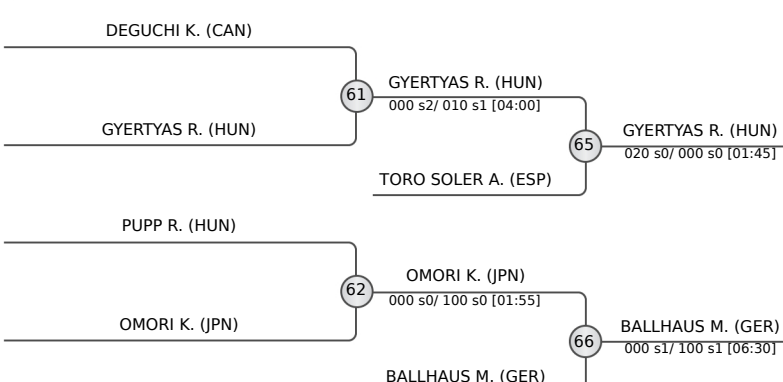 DEGUCHI K. (CAN)
61
GYERTYAS R. (HUN)
000 s2/ 010 s1 [04:00]
GYERTYAS R. (HUN)
65
GYERTYAS R. (HUN)
020 s0/ 000 s0 [01:45]
TORO SOLER A. (ESP)
PUPP R. (HUN)
62
OMORI K. (JPN)
000 s0/ 100 s0 [01:55]
OMORI K. (JPN)
66
BALLHAUS M. (GER)
000 s1/ 100 s1 [06:30]
BALLHAUS M. (GER)